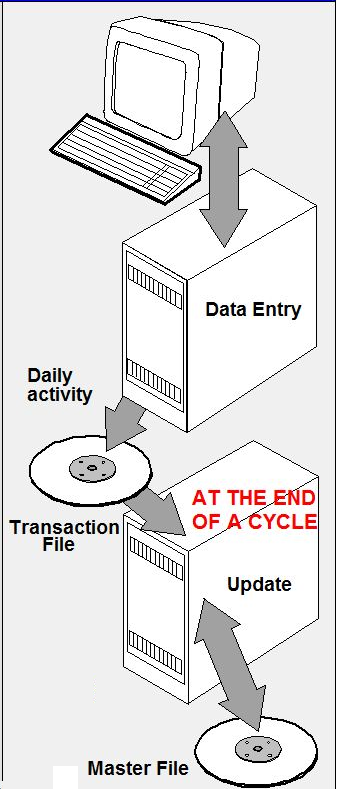 Data Entry
Daily
activity
AT THE END
OF A CYCLE
Transaction
File
Update
Master File